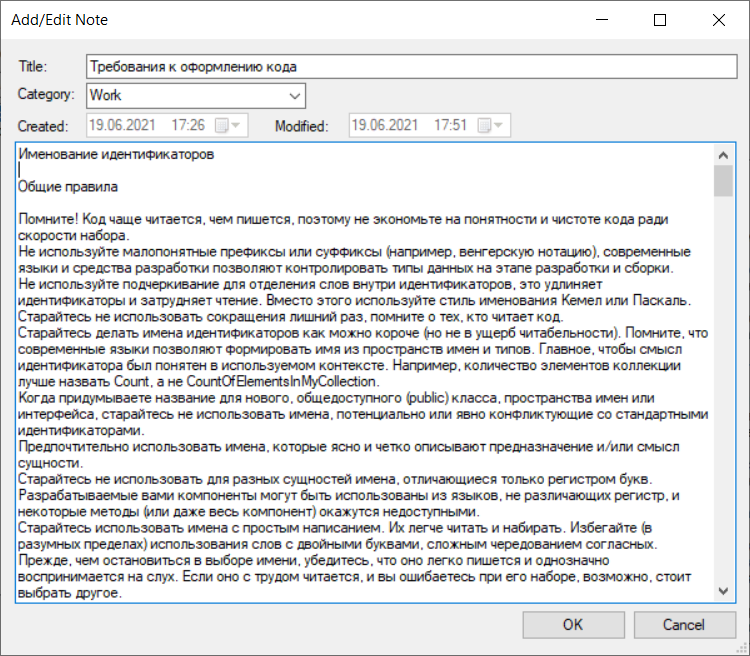 Add/Edit Note
Title: Требования к оформлению кода
Category: Work
Created: 19.06.2021 17:26 Modified: 19.06.2021 17:51
Именование идентификаторов
Общие правила
Помните! Код чаще читается, чем пишется, поэтому не экономьте на понятности и чистоте кода ради
скорости набора.
Не используйте малопонятные префиксы или суффиксы (например, венгерскую нотацию), современные
языки и средства разработки позволяют контролировать типы данных на этапе разработки и сборки.
Не используйте подчеркивание для отделения слов внутри идентификаторов, это удлиняет
идентификаторы и затрудняет чтение. Вместо этого используйте стиль именования Кемел или Паскаль.
Старайтесь не использовать сокращения лишний раз, помните о тех, кто читает код.
Старайтесь делать имена идентификаторов как можно короче (но не в ущерб читабельности). Помните, что
современные языки позволяют формировать имя из пространств имен и типов. Главное, чтобы смысл
идентификатора был понятен в используемом контексте. Например, количество элементов коллекции
лучше назвать Count, а не CountOfElementsInMyCollection.
Когда придумываете название для нового, общедоступного (public) класса, пространства имен или
интерфейса, старайтесь не использовать имена, потенциально или явно конфликтующие со стандартными
идентификаторами.
Предпочтительно использовать имена, которые ясно и четко описывают предназначение и/или смысл
сущности.
Старайтесь не использовать для разных сущностей имена, отличающиеся только регистром букв.
Разрабатываемые вами компоненты могут быть использованы из языков, не различающих регистр, и
некоторые методы (или даже весь компонент) окажутся недоступными.
Старайтесь использовать имена с простым написанием. Их легче читать и набирать. Избегайте (в
разумных пределах) использования слов с двойными буквами, сложным чередованием согласных.
Прежде, чем остановиться в выборе имени, убедитесь, что оно легко пишется и однозначно
воспринимается на слух. Если оно с трудом читается, и вы ошибаетесь при его наборе, возможно, стоит
выбрать другое.
OK Cancel